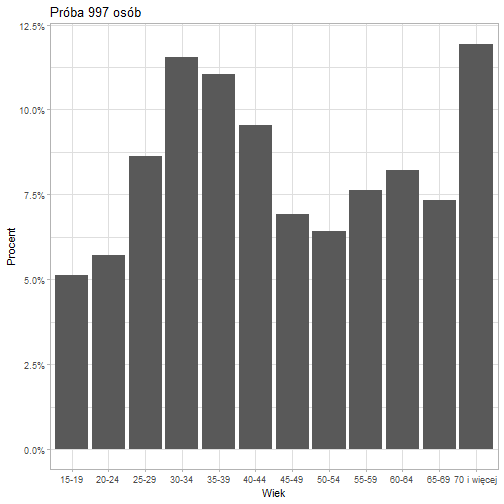 Próba 997 osób
12.5%
10.0%
7.5%
5.0%
2.5%
0.0%
Procent
15-19 20-24 25-29 30-34 35-39 40-44 45-49 50-54 55-59 60-64 65-69 70 i więcej
Wiek